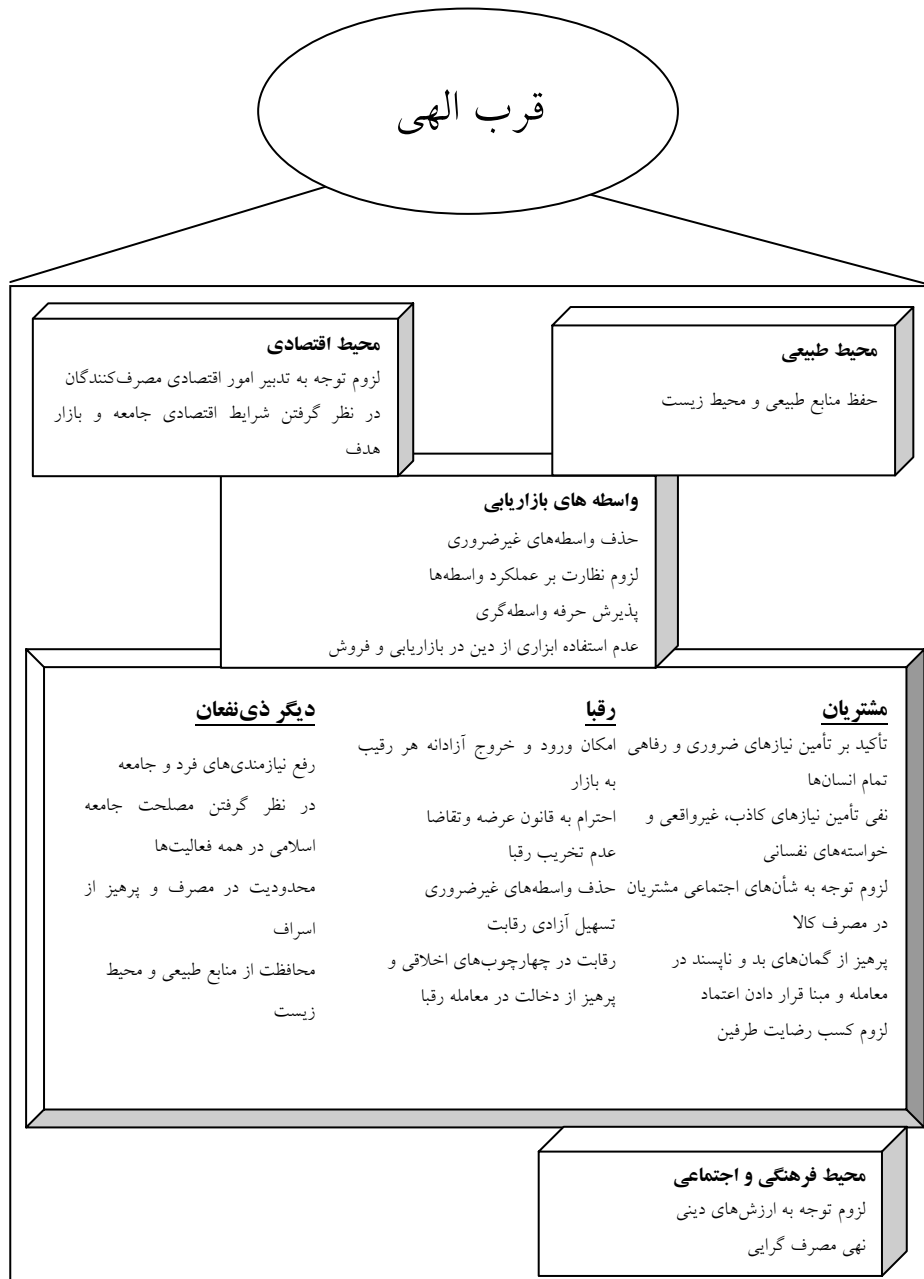 قرب الهی
محیط طبیعی
حفظ منابع طبیعی و محیط زیست
محیط اقتصادی
لزوم توجه به تدبیر امور اقتصادی مصرف‌کنندگان
در نظر گرفتن شرایط اقتصادی جامعه و بازار
هدف
واسطه های بازاریابی
حذف واسطه‌های غیرضروری
لزوم نظارت بر عملکرد واسطه‌ها
پذیرش حرفه واسطه‌گری
عدم استفاده ابزاری از دین در بازاریابی و فروش
مشتریان
تأکید بر تأمین نیازهای ضروری و رفاهی
تمام انسان‌ها
نفی تأمین نیازهای کاذب، غیرواقعی و
خواسته‌های نفسانی
لزوم توجه به شأن‌های اجتماعی مشتریان
در مصرف کالا
پرهیز از گمان‌های بد و ناپسند در
معامله و مبنا قرار دادن اعتماد
لزوم کسب رضایت طرفین
رقبا
امکان ورود و خروج آزادانه هر رقیب
به بازار
احترام به قانون عرضه وتقاضا
عدم تخریب رقبا
حذف واسطه‌های غیرضروری
تسهیل آزادی رقابت
رقابت در چهارچوب‌های اخلاقی و
پرهیز از دخالت در معامله رقبا
دیگر ذی‌نفعان
رفع نیازمندی‌های فرد و جامعه
در نظر گرفتن مصلحت جامعه
اسلامی در همه فعالیت‌ها
محدودیت در مصرف و پرهیز از
اسراف
محافظت از منابع طبیعی و محیط
زیست
محیط فرهنگی و اجتماعی
لزوم توجه به ارزش‌های دینی
نهی مصرف گرایی